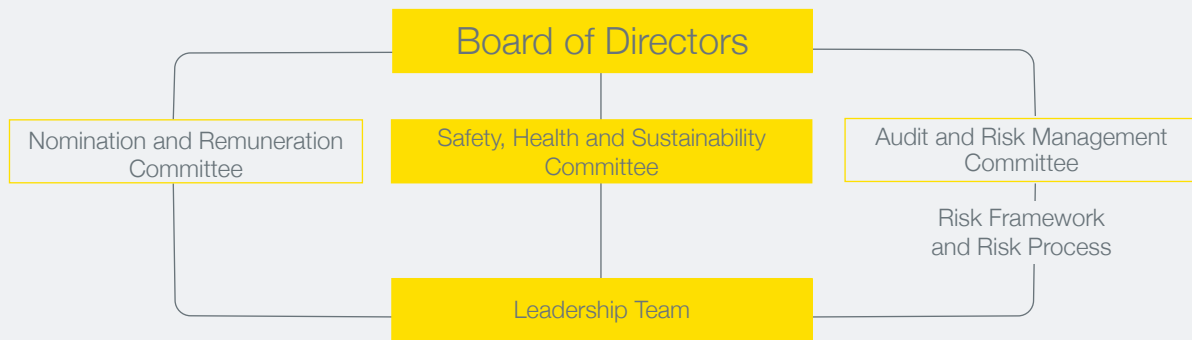 Board of Directors
Nomination and Remuneration
Committee
Safety, Health and Sustainability
Committee
Audit and Risk Management
Committee
Risk Framework
and Risk Process
Leadership Team